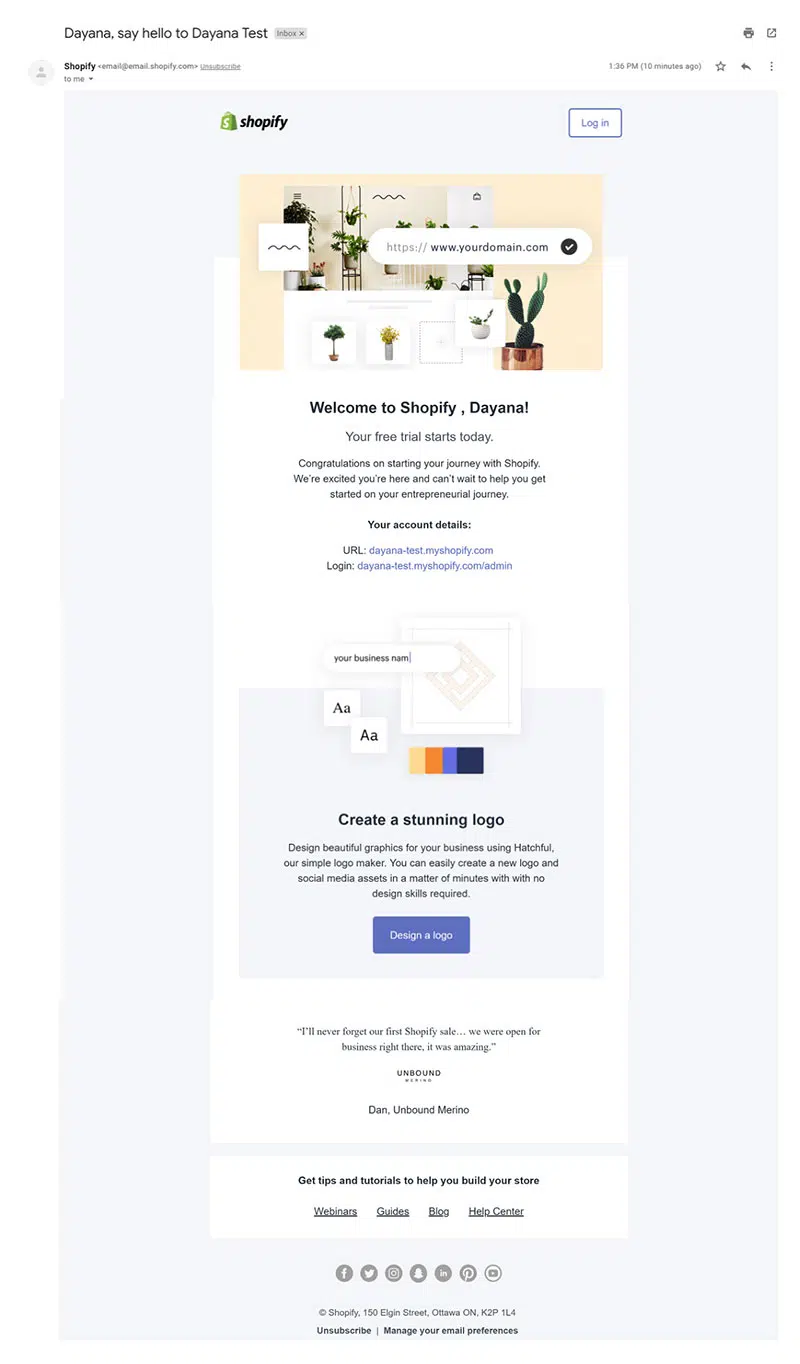 Dayana, say hello to Dayana Test Inbox ×
Shopify <email@email.shopify.com> Unsubscribe 1:36 PM (10 minutes ago)
to me
shopify Log in
https:// www.yourdomain.com
Welcome to Shopify , Dayana!
Your free trial starts today.
Congratulations on starting your journey with Shopify.
We're excited you're here and can't wait to help you get
started on your entrepreneurial journey.
Your account details:
URL: dayana-test.myshopify.com
Login: dayana-test.myshopify.com/admin
your business nam
Aa
Aa
Create a stunning logo
Design beautiful graphics for your business using Hatchful,
our simple logo maker. You can easily create a new logo and
social media assets in a matter of minutes with with no
design skills required.
Design a logo
“I'll never forget our first Shopify sale… we were open for
business right there, it was amazing.”
UNBOUND
MERINO
Dan, Unbound Merino
Get tips and tutorials to help you build your store
Webinars Guides Blog Help Center
© Shopify, 150 Elgin Street, Ottawa ON, K2P 1L4
Unsubscribe | Manage your email preferences